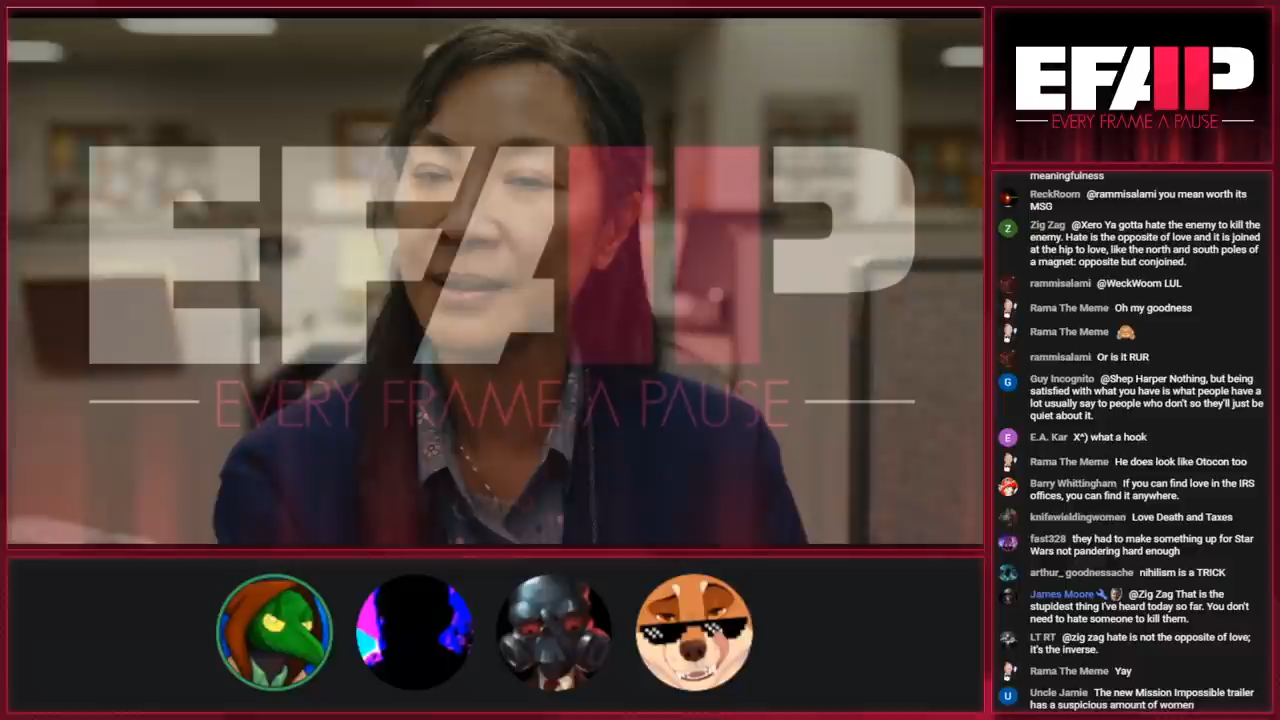 EFAP
EVERY FRAME A PAUSE
EFAP
EVERY FRAME A PAUSE
meaningfulness
ReckRoom @rammisalami you mean worth its
MSG
Z
Zig Zag @Xero Ya gotta hate the enemy to kill the
enemy. Hate is the opposite of love and it is joined
at the hip to love, like the north and south poles of
a magnet: opposite but conjoined.
rammisalami @WeckWoom LUL
Rama The Meme Oh my goodness
Rama The Meme
rammisalami Or is it RUR
G
Guy Incognito @Shep Harper Nothing, but being
satisfied with what you have is what people have a
lot usually say to people who don't so they'll just be
quiet about it.
E
E.A. Kar X^) what a hook
Rama The Meme He does look like Otocon too
Barry Whittingham If you can find love in the IRS
offices, you can find it anywhere.
knifewieldingwomen Love Death and Taxes
fast328 they had to make something up for Star
Wars not pandering hard enough
arthur_goodnessache nihilism is a TRICK
James Moore @Zig Zag That is the
stupidest thing I've heard today so far. You don't
need to hate someone to kill them.
LT RT @zig zag hate is not the opposite of love;
it's the inverse.
Rama The Meme Yay
U
Uncle Jamie The new Mission Impossible trailer
has a suspicious amount of women